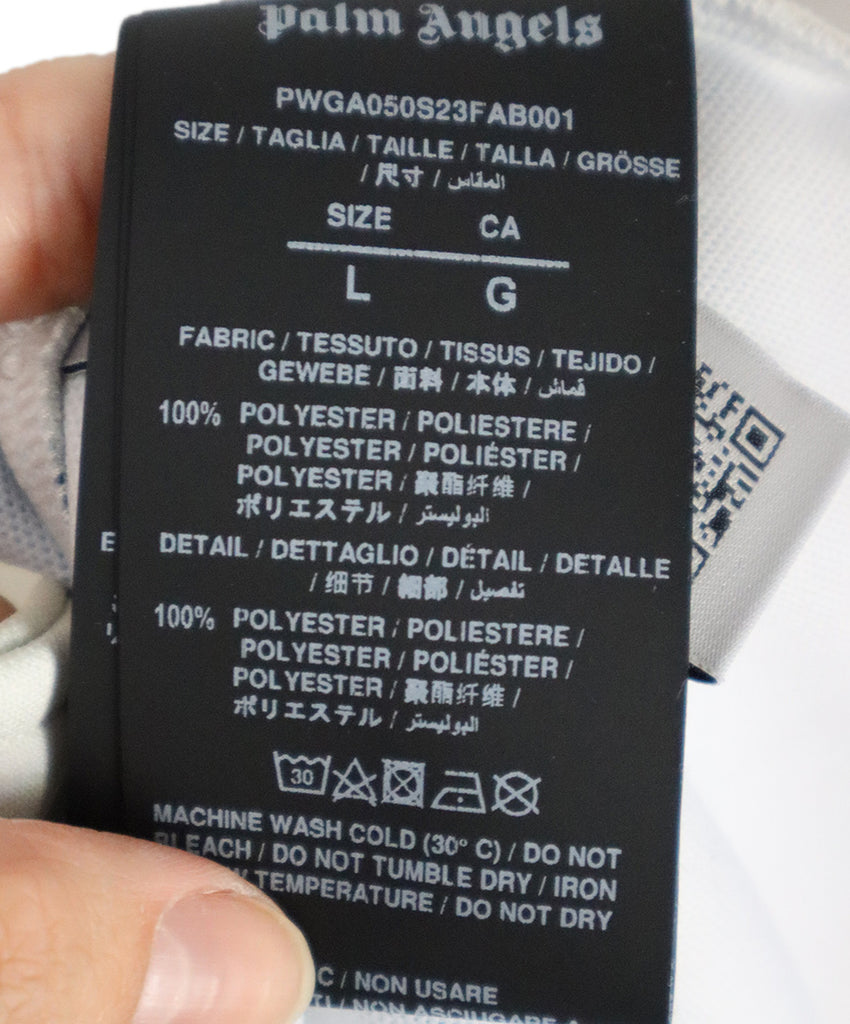 Palm Angels
PWGA050S23FAB001
SIZE / TAGLIA / TAILLE / TALLA / GRÖSSE
/ 尺寸 / المقاس
SIZE CA
L G
FABRIC / TESSUTO / TISSUS / TEJIDO /
GEWEBE / 面料 / 本体 / قماش
100% POLYESTER / POLIESTERE /
POLYESTER / POLIÉSTER /
POLYESTER / 聚酯纤维 /
ポリエステル / البوليستر
E
DETAIL / DETTAGLIO / DÉTAIL / DETALLE
/ 细节 / 細部 / تفصيل
100% POLYESTER / POLIESTERE /
POLYESTER / POLIÉSTER /
POLYESTER / 聚酯纤维 /
ポリエステル / البوليستر
30
MACHINE WASH COLD (30° C) / DO NOT
BLEACH / DO NOT TUMBLE DRY / IRON
TEMPERATURE / DO NOT DRY
C / NON USARE
TI / NON ASCIUGARE A